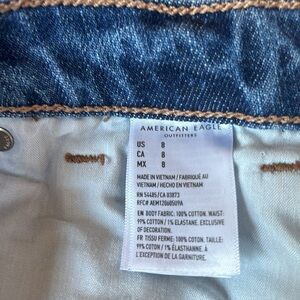 AMERICAN EAGLE
OUTFITTERS
US 8
CA 8
MX 8
MADE IN VIETNAM / FABRIQUÉ AU
VIETNAM / HECHO EN VIETNAM
RN 54485/CA 03873
RFC# AEM12060509A
EN BODY FABRIC: 100% COTTON. WAIST:
99% COTTON / 1% ELASTANE. EXCLUSIVE
OF DECORATION.
FR TISSU FERME: 100% COTON. TAILLE:
99% COTON / 1% ÉLASTHANNE. À
L'EXCEPTION DE LA GARNITURE.